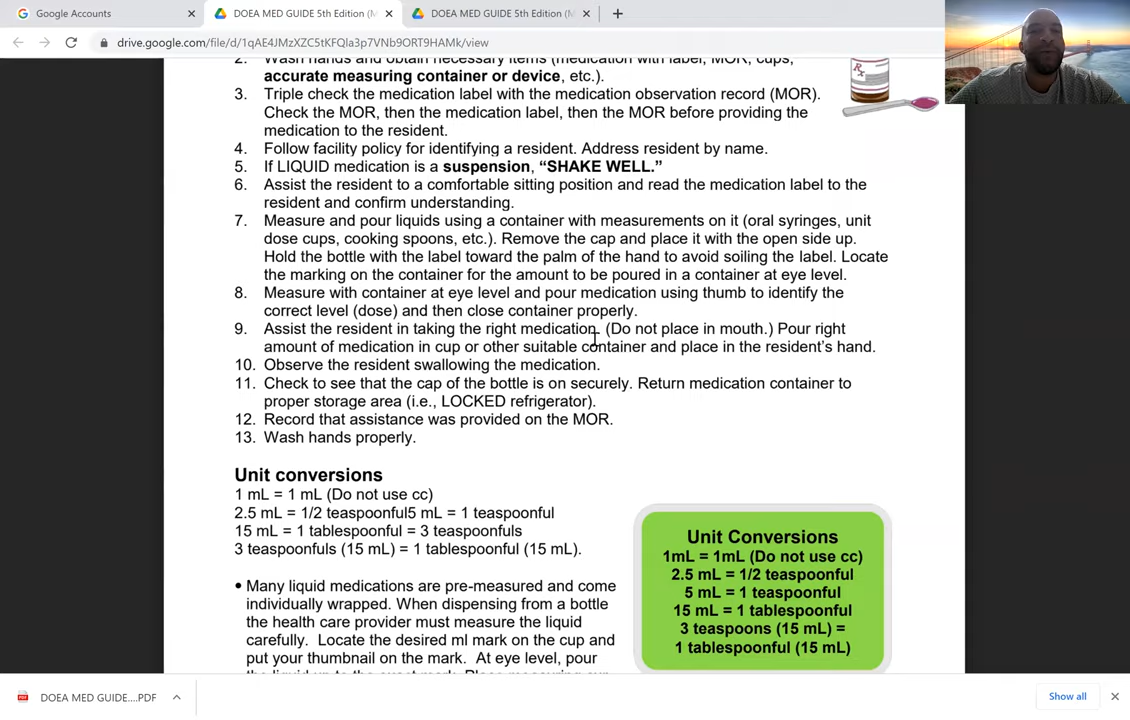 Google Accounts
DOEA MED GUIDE 5th Edition (M
DOEA MED GUIDE 5th Edition (M
drive.google.com/file/d/1qAE4JMzXZC5tKFQIa3p7VNb9ORT9HAMk/view
2. Wash hands and obtain necessary items (medication with label, MOR, cups,
accurate measuring container or device, etc.).
3. Triple check the medication label with the medication observation record (MOR).
Check the MOR, then the medication label, then the MOR before providing the
medication to the resident.
4. Follow facility policy for identifying a resident. Address resident by name.
5. If LIQUID medication is a suspension, “SHAKE WELL.”
6. Assist the resident to a comfortable sitting position and read the medication label to the
resident and confirm understanding.
7. Measure and pour liquids using a container with measurements on it (oral syringes, unit
dose cups, cooking spoons, etc.). Remove the cap and place it with the open side up.
Hold the bottle with the label toward the palm of the hand to avoid soiling the label. Locate
the marking on the container for the amount to be poured in a container at eye level.
8. Measure with container at eye level and pour medication using thumb to identify the
correct level (dose) and then close container properly.
9. Assist the resident in taking the right medication. (Do not place in mouth.) Pour right
amount of medication in cup or other suitable container and place in the resident’s hand.
10. Observe the resident swallowing the medication.
11. Check to see that the cap of the bottle is on securely. Return medication container to
proper storage area (i.e., LOCKED refrigerator).
12. Record that assistance was provided on the MOR.
13. Wash hands properly.
Unit conversions
1 mL = 1 mL (Do not use cc)
2.5 mL = 1/2 teaspoonful5 mL = 1 teaspoonful
15 mL = 1 tablespoonful = 3 teaspoonfuls
3 teaspoonfuls (15 mL) = 1 tablespoonful (15 mL).
• Many liquid medications are pre-measured and come
individually wrapped. When dispensing from a bottle
the health care provider must measure the liquid
carefully. Locate the desired ml mark on the cup and
put your thumbnail on the mark. At eye level, pour
Unit Conversions
1mL = 1mL (Do not use cc)
2.5 mL = 1/2 teaspoonful
5 mL = 1 teaspoonful
15 mL = 1 tablespoonful
3 teaspoons (15 mL) =
1 tablespoonful (15 mL)
Rx
DOEA MED GUIDE....PDF
Show all